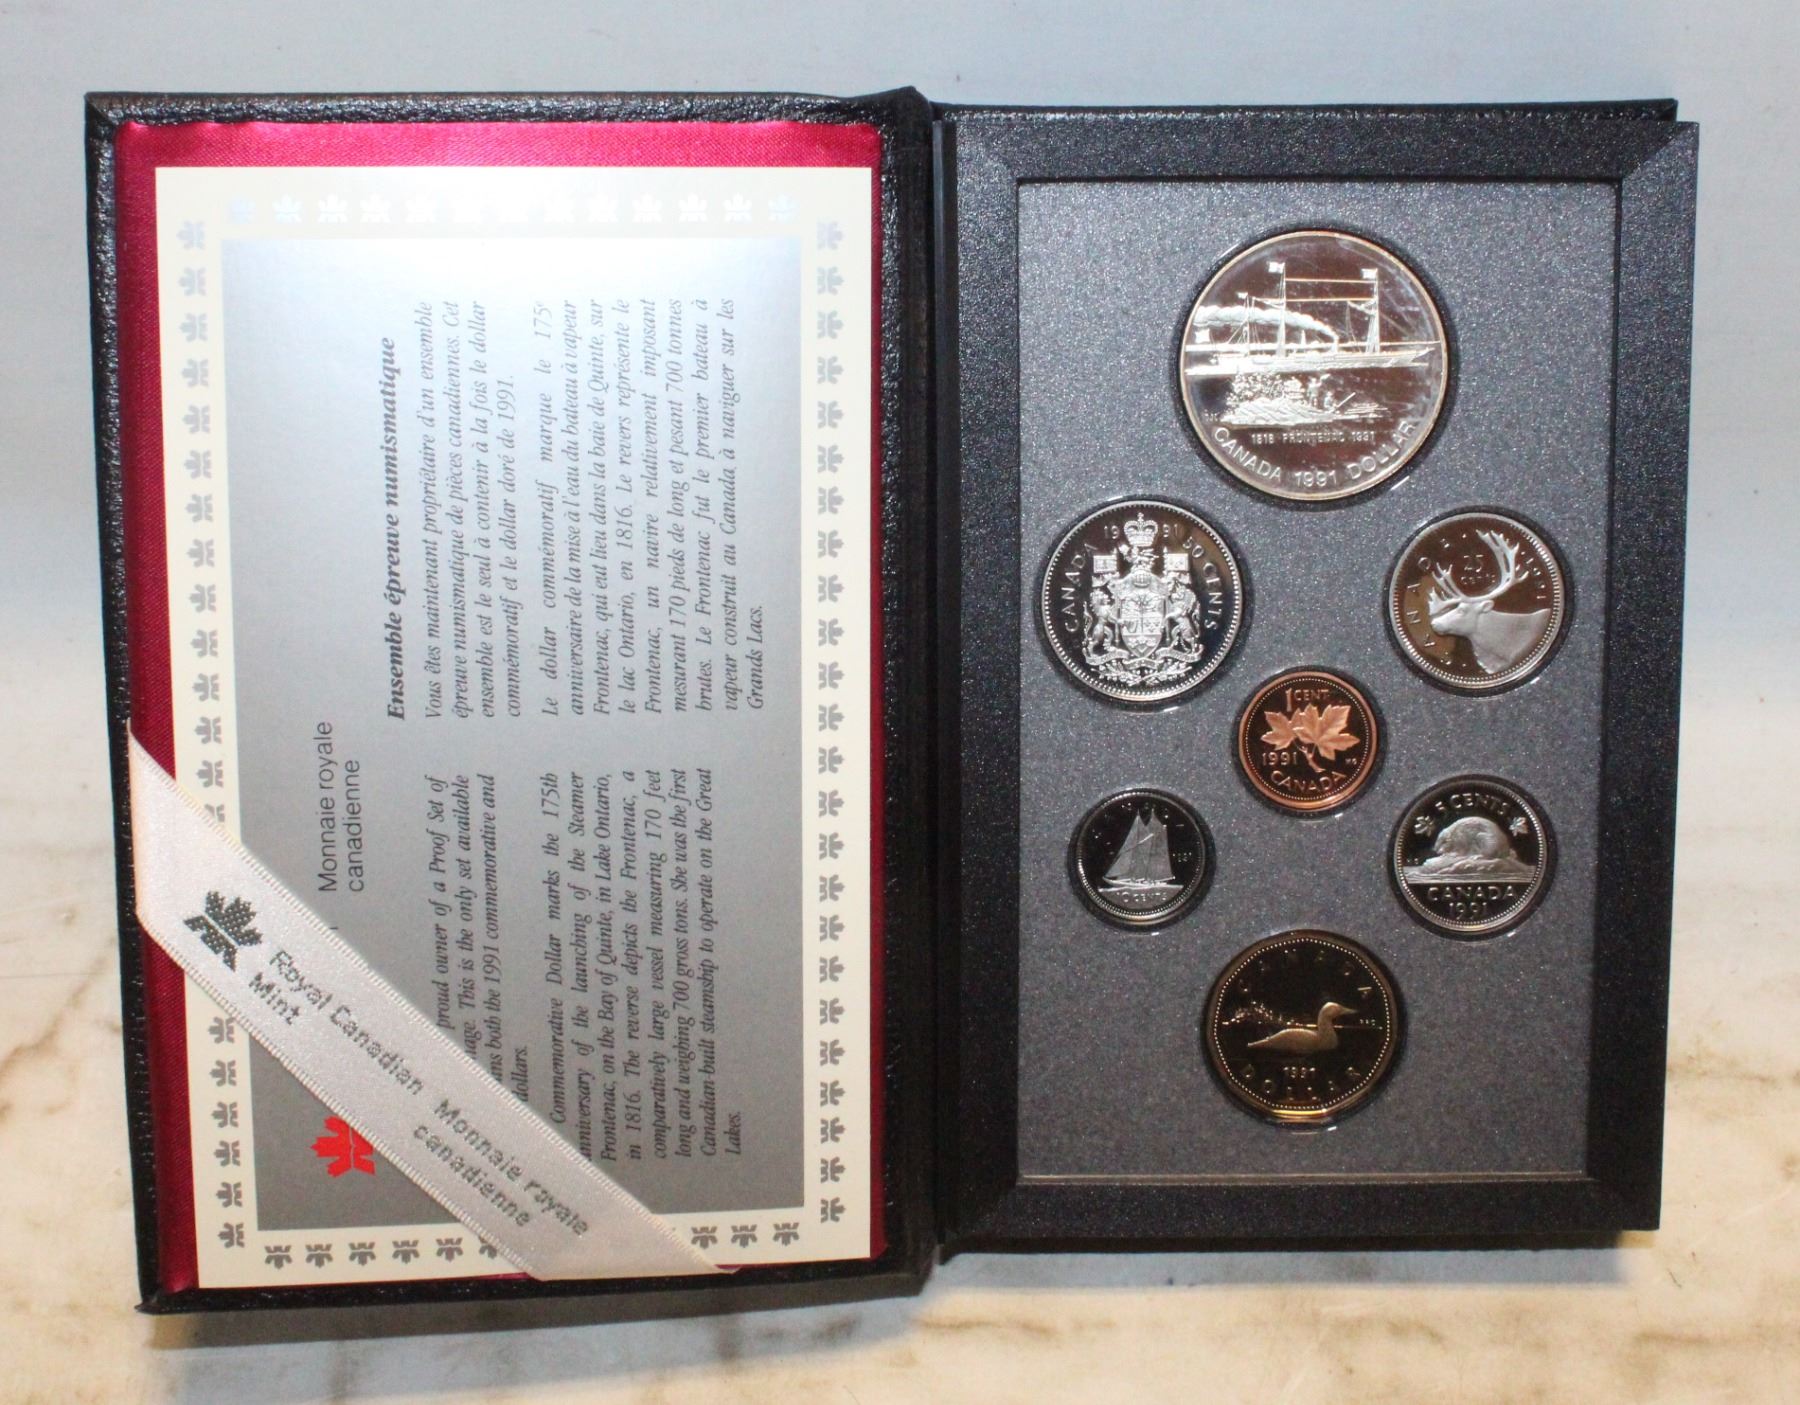 Monnaie royale
canadienne
proud owner of a Proof Set of
This is the only set available
both the 1991 commemorative and
dollars.
Commemorative Dollar marks the 175th
anniversary of the launching of the Steamer
Frontenac, on the Bay of Quinte, in Lake Ontario,
in 1816. The reverse depicts the Frontenac, a
comparatively large vessel measuring 170 feet
long and weighing 700 gross tons. She was the first
Canadian-built steamship to operate on the Great
Lakes.
Ensemble épreuve numismatique
Vous êtes maintenant propriétaire d'un ensemble
épreuve numismatique de pièces canadiennes. Cet
ensemble est le seul à contenir à la fois le dollar
commémoratif et le dollar doré de 1991.
Le dollar commémoratif marque le 175e
anniversaire de la mise à l'eau du bateau à vapeur
Frontenac, qui eut lieu dans la baie de Quinte, sur
le lac Ontario, en 1816. Le revers représente le
Frontenac, un navire relativement imposant
mesurant 170 pieds de long et pesant 700 tonnes
brutes. Le Frontenac fut le premier bateau à
vapeur construit au Canada à naviguer sur les
Grands Lacs.
Royal Canadian
Mint
Monnaie royale
canadienne
1816 FRONTENAC 1991
CANADA 1991 DOLLAR
CANADA 1991 50 CENTS
CANADA 1991
25
CENTS
1 CENT
1991
CANADA
CANADA 1991
10 CENTS
5 CENTS
CANADA
1991
CANADA
1991
DOLLAR